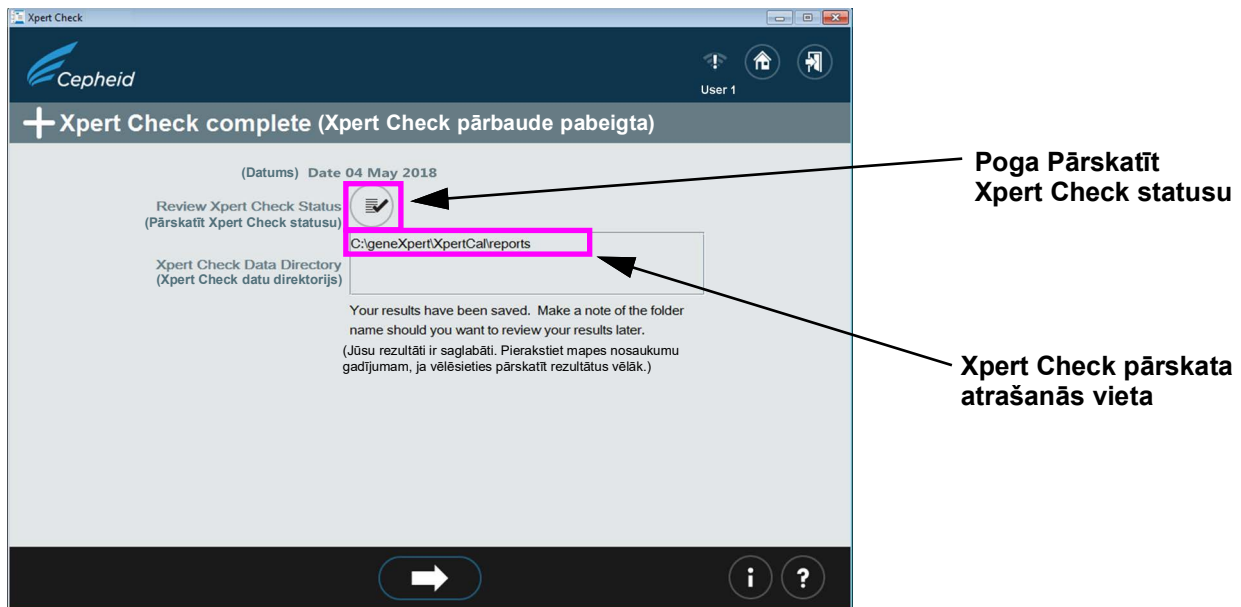 Xpert Check
Cepheid
User 1
Xpert Check complete (Xpert Check pārbaude pabeigta)
(Datums) Date 04 May 2018
Review Xpert Check Status
(Pārskatīt Xpert Check statusu)
C:\geneXpert\XpertCal\reports
Xpert Check Data Directory
(Xpert Check datu direktorijs)
Your results have been saved. Make a note of the folder
name should you want to review your results later.
(Jūsu rezultāti ir saglabāti. Pierakstiet mapes nosaukumu
gadījumam, ja vēlēsieties pārskatīt rezultātus vēlāk.)
Poga Pārskatīt
Xpert Check statusu
Xpert Check pārskata
atrašanās vieta
i ?